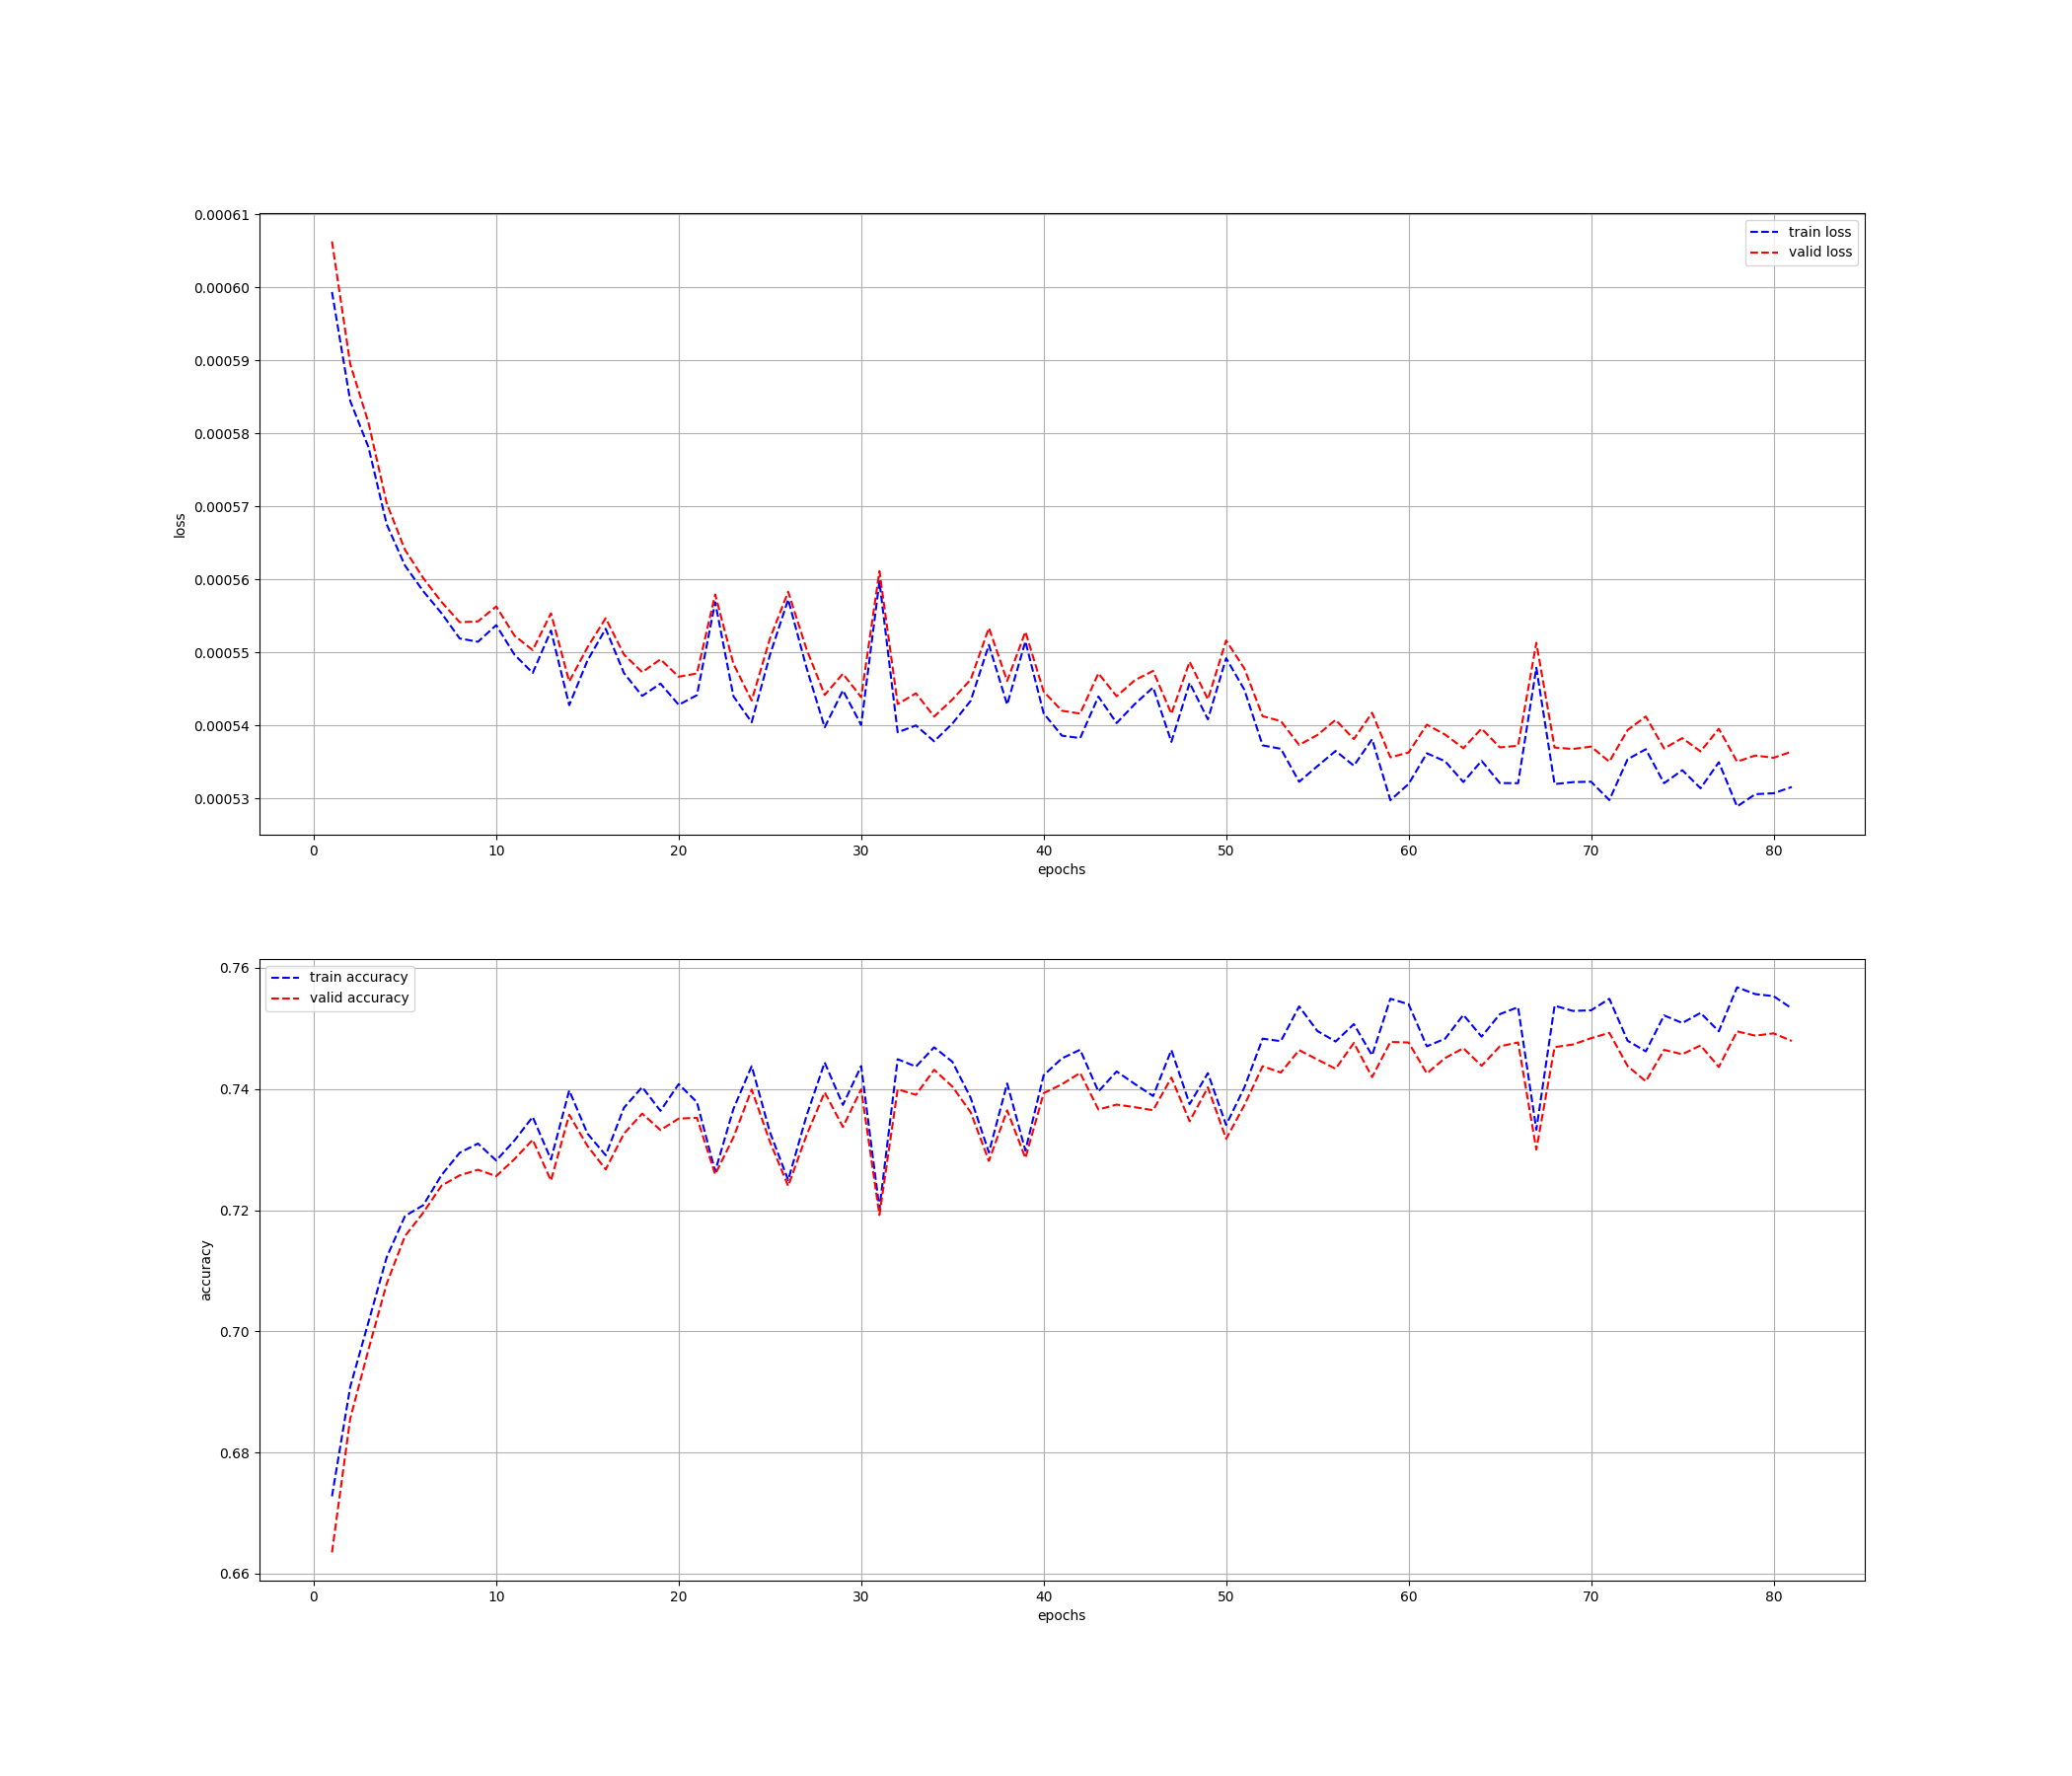 0.00061
0.00060
0.00059
0.00058
0.00057
0.00056
0.00055
0.00054
0.00053
loss
train loss
valid loss
0 10 20 30 40 50 60 70 80
epochs
0.76
0.74
0.72
0.70
0.68
0.66
accuracy
train accuracy
valid accuracy
0 10 20 30 40 50 60 70 80
epochs